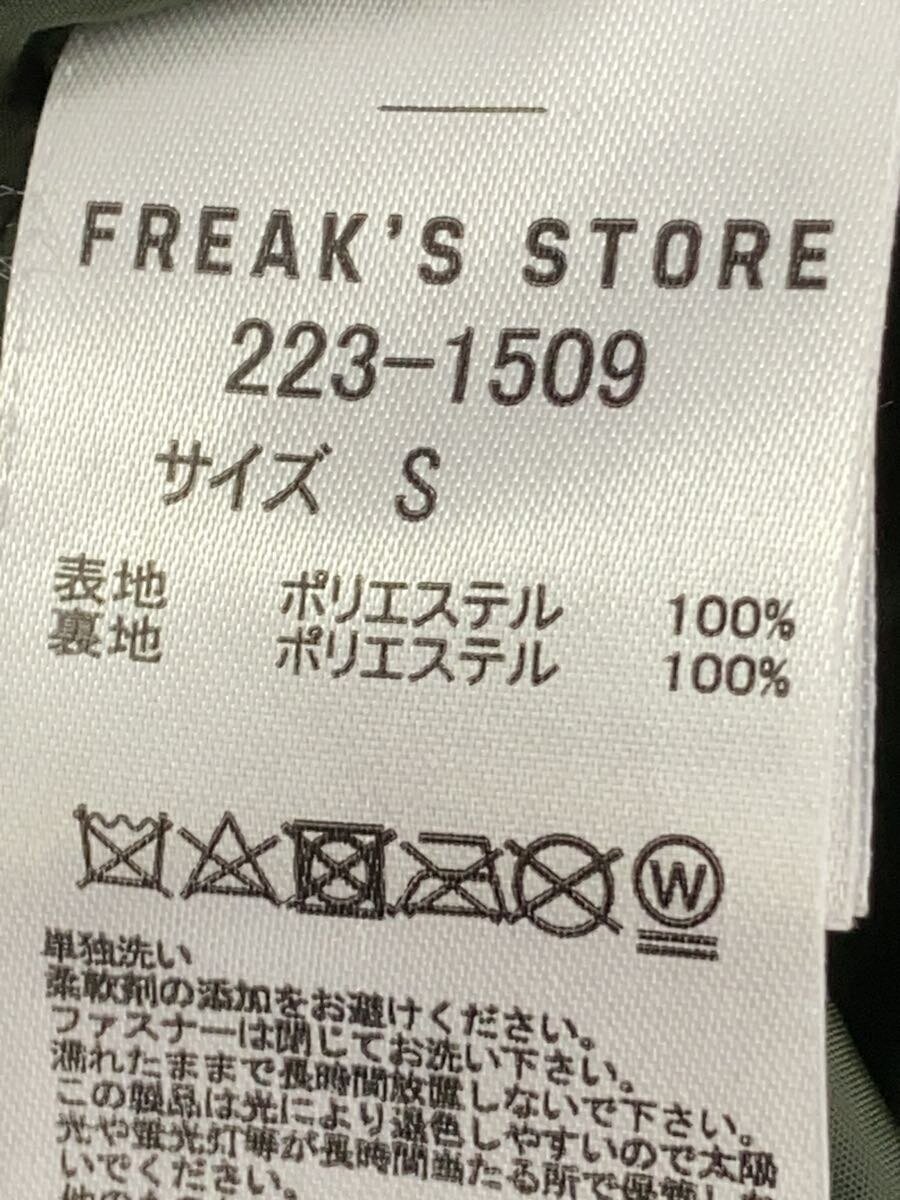 FREAK'S STORE
223-1509
サイズ S
表地 ポリエステル 100%
裏地 ポリエステル 100%
W
単独洗い
柔軟剤の添加をお避けください。
ファスナーは閉じてお洗い下さい。
濡れたままで長時間放置しないで下さい。
この製品は光により退色しやすいので太陽
光や蛍光灯等が長時間当たる所で保管し
いでください。